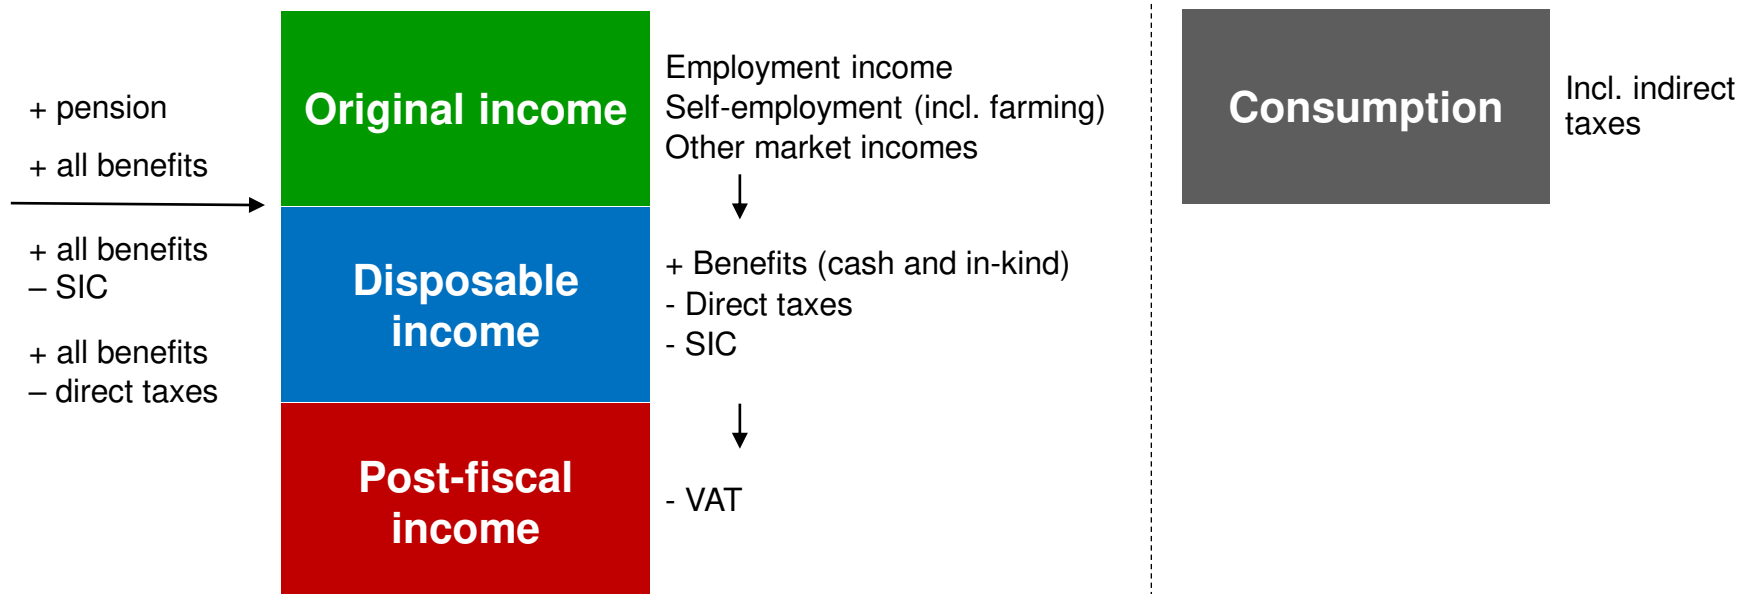 + pension
+ all benefits
+ all benefits
– SIC
+ all benefits
– direct taxes
Original income
Employment income
Self-employment (incl. farming)
Other market incomes
Disposable
income
+ Benefits (cash and in-kind)
- Direct taxes
- SIC
Post-fiscal
income
- VAT
Consumption
Incl. indirect
taxes